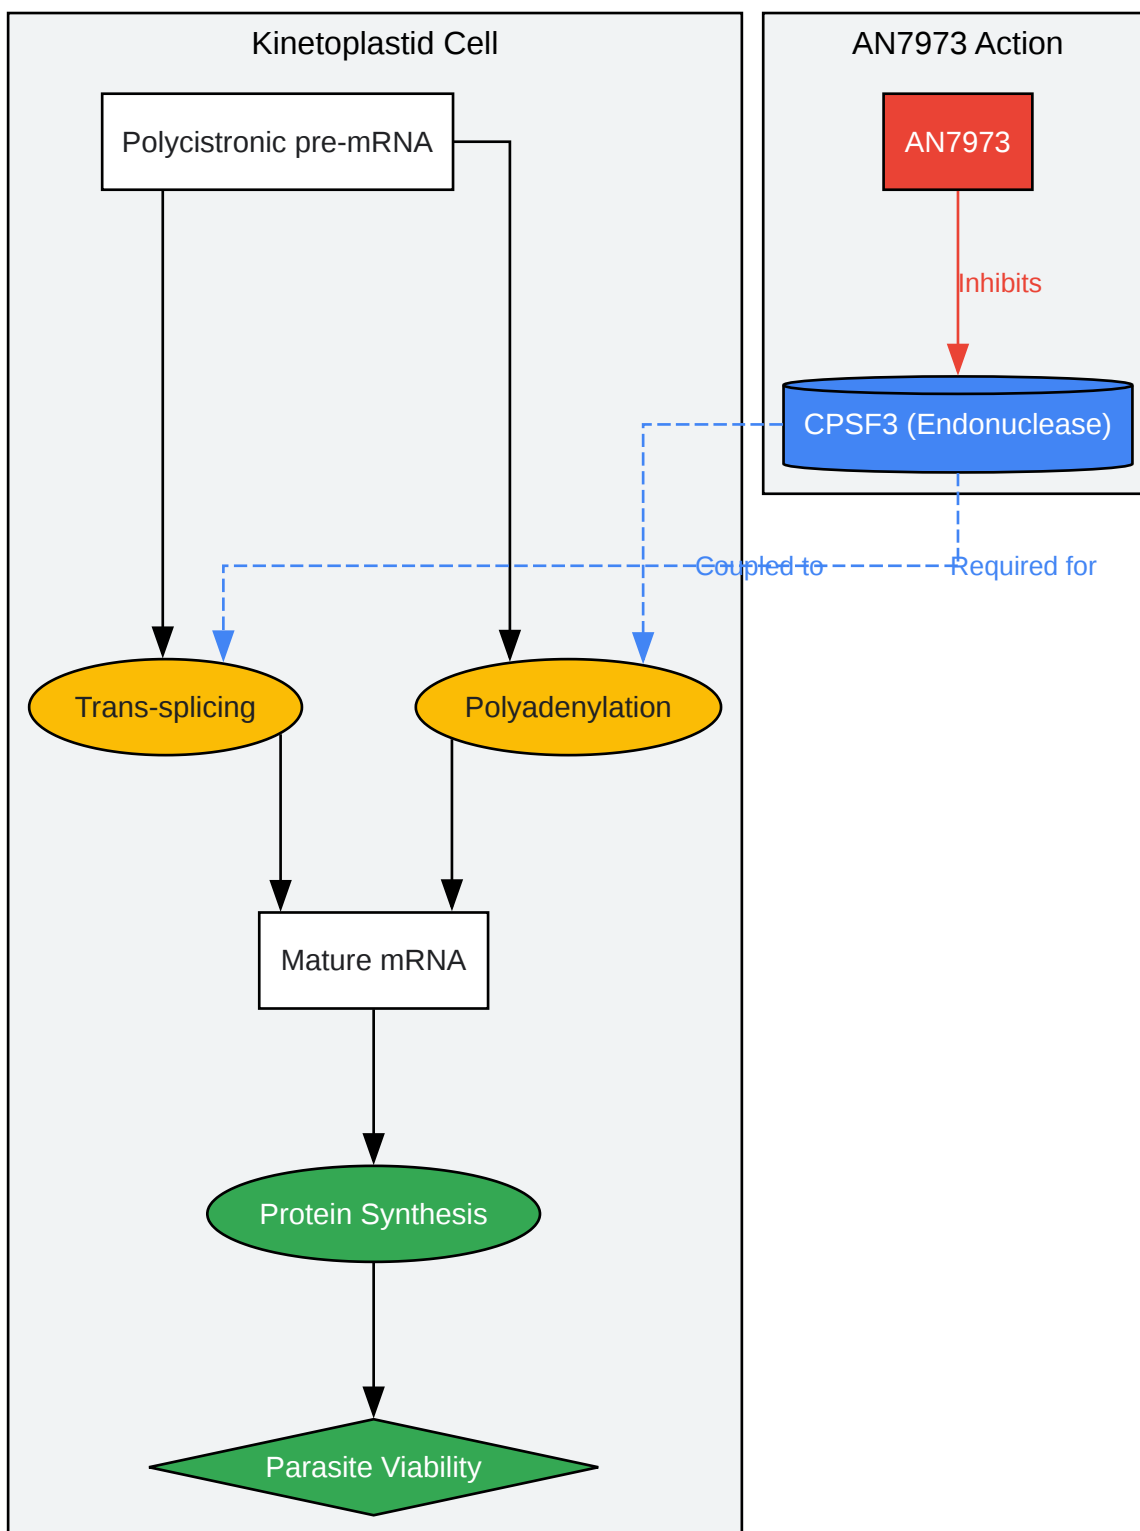 Kinetoplastid Cell
AN7973 Action
Polycistronic pre-mRNA
AN7973
Inhibits
CPSF3 (Endonuclease)
Coupled to
Required for
Trans-splicing
Polyadenylation
Mature mRNA
Protein Synthesis
Parasite Viability